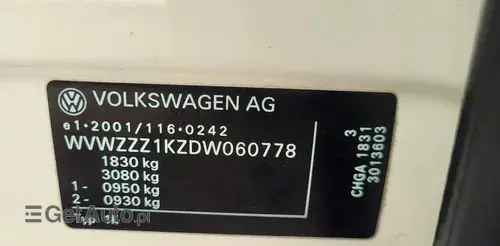 VOLKSWAGEN AG
e1*2001/116*0242
WVWZZZ1KZDW060778
1830 kg
3080 kg
1- 0950 kg
2- 0930 kg
3
CHGA 1831
3013603
GetAuto.pl